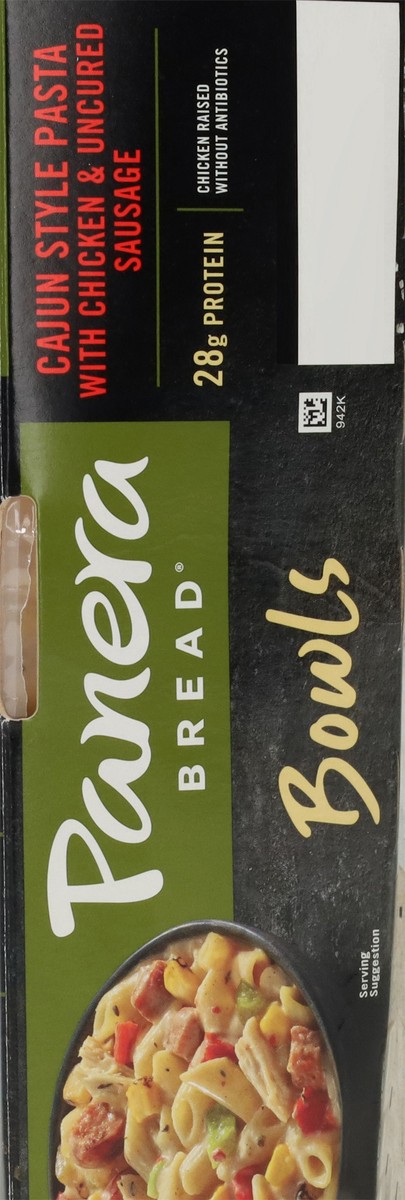 Panera
BREAD®
Bowls
Serving
Suggestion
CAJUN STYLE PASTA
WITH CHICKEN & UNCURED
SAUSAGE
28g PROTEIN
CHICKEN RAISED
WITHOUT ANTIBIOTICS
942K